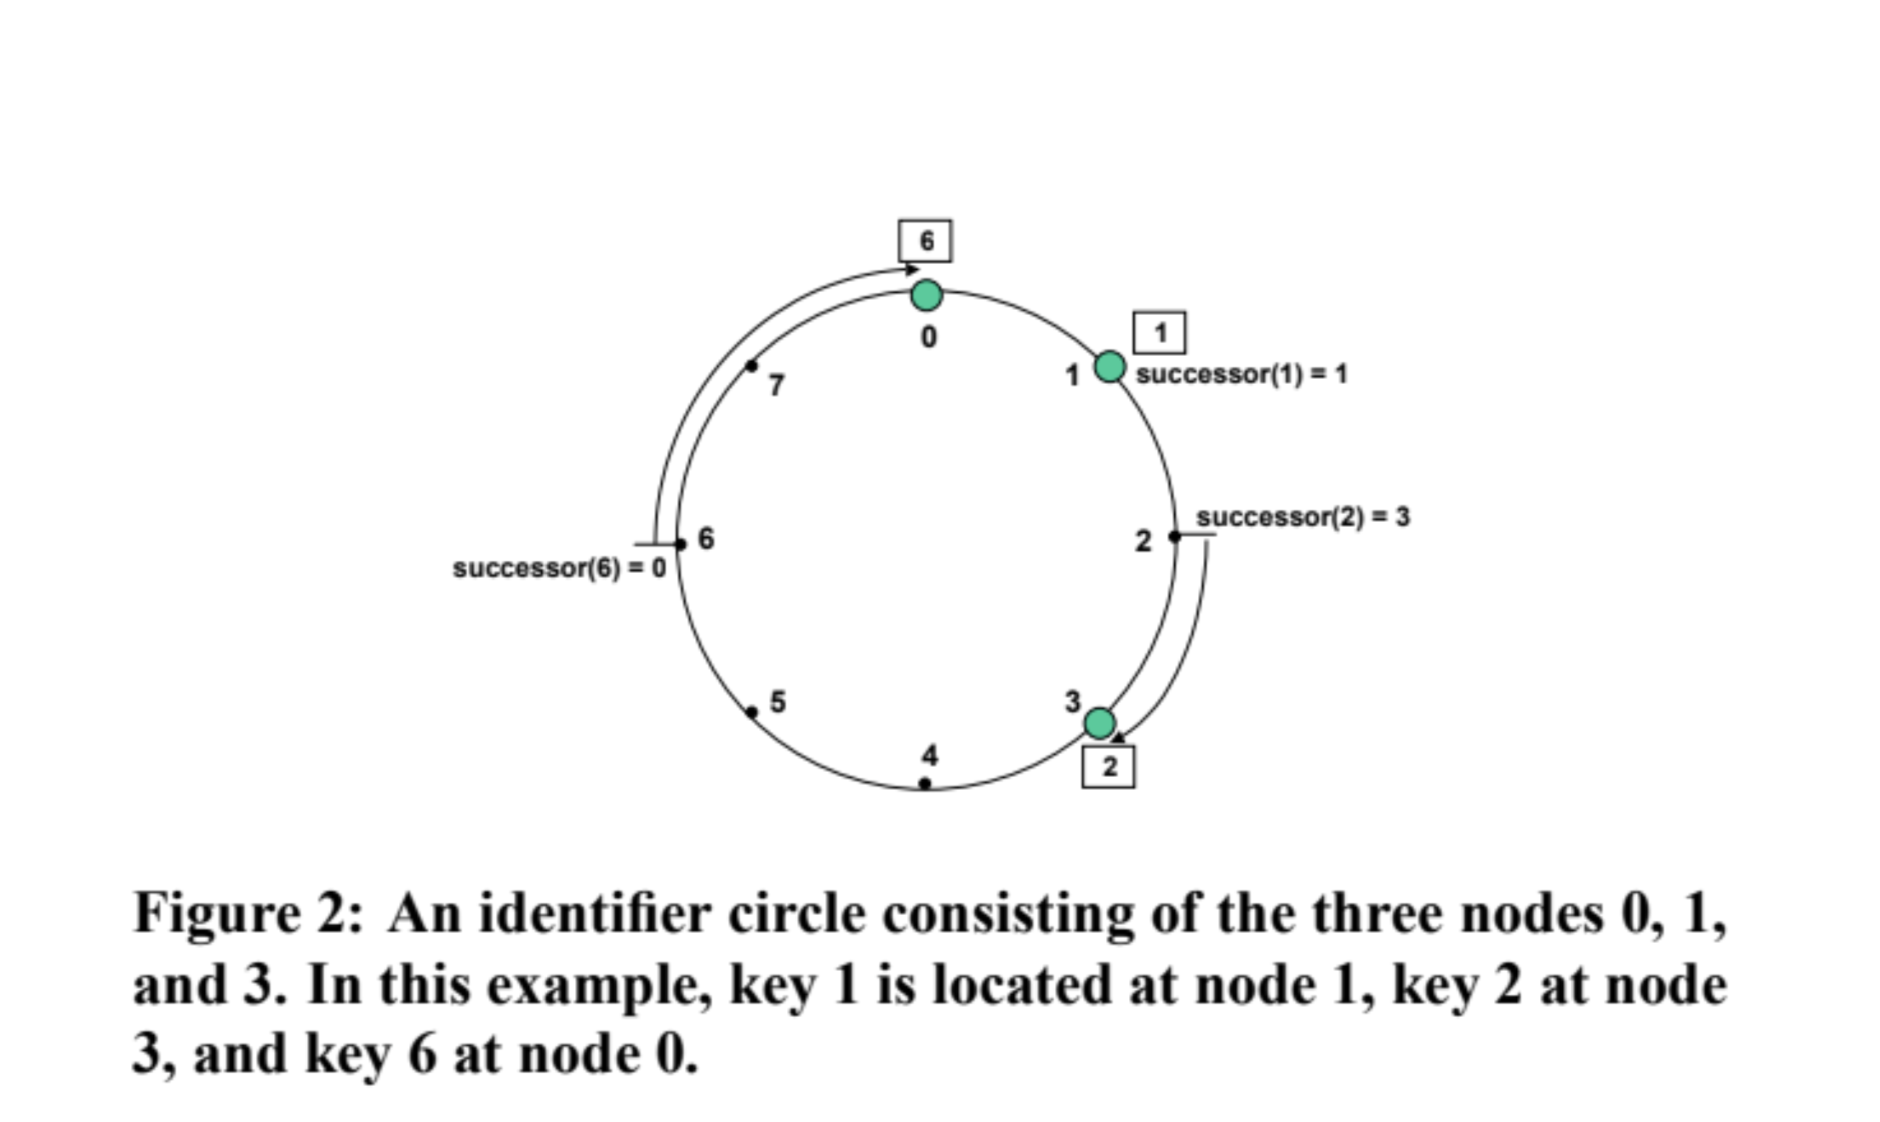 6
0
1
1
successor(1) = 1
7
successor(2) = 3
2
6
successor(6) = 0
5
3
2
4
Figure 2: An identifier circle consisting of the three nodes 0, 1,
and 3. In this example, key 1 is located at node 1, key 2 at node
3, and key 6 at node 0.